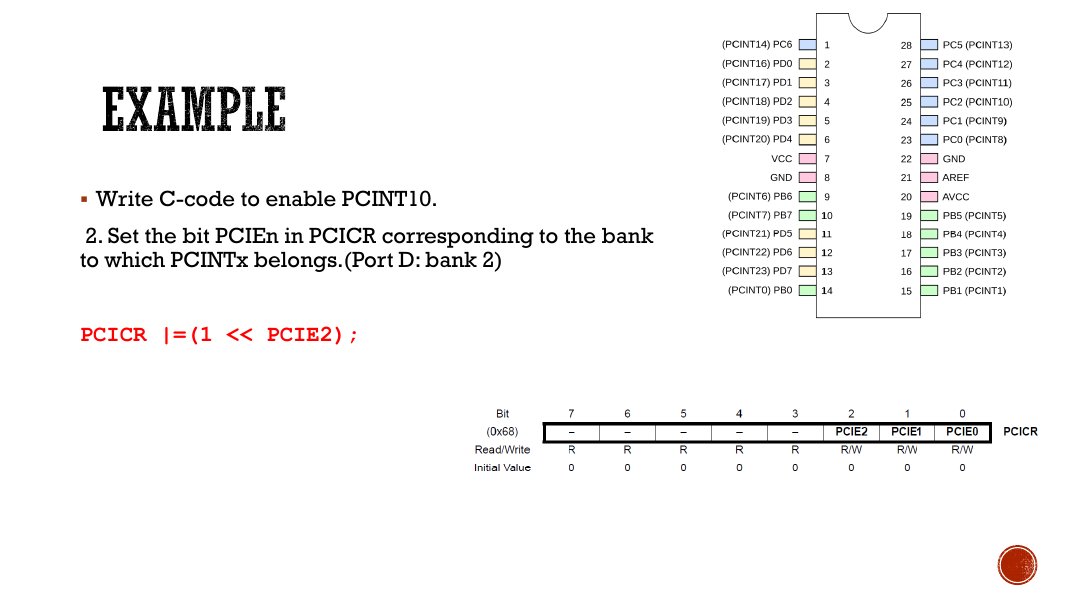 EXAMPLE
▪ Write C-code to enable PCINT10.
2. Set the bit PCIEn in PCICR corresponding to the bank
to which PCINTx belongs.(Port D: bank 2)
PCICR |=(1 << PCIE2);
(PCINT14) PC6 1 28 PC5 (PCINT13)
(PCINT16) PD0 2 27 PC4 (PCINT12)
(PCINT17) PD1 3 26 PC3 (PCINT11)
(PCINT18) PD2 4 25 PC2 (PCINT10)
(PCINT19) PD3 5 24 PC1 (PCINT9)
(PCINT20) PD4 6 23 PC0 (PCINT8)
VCC 7 22 GND
GND 8 21 AREF
(PCINT6) PB6 9 20 AVCC
(PCINT7) PB7 10 19 PB5 (PCINT5)
(PCINT21) PD5 11 18 PB4 (PCINT4)
(PCINT22) PD6 12 17 PB3 (PCINT3)
(PCINT23) PD7 13 16 PB2 (PCINT2)
(PCINT0) PB0 14 15 PB1 (PCINT1)
Bit 7 6 5 4 3 2 1 0
(0x68) – – – – – PCIE2 PCIE1 PCIE0 PCICR
Read/Write R R R R R R/W R/W R/W
Initial Value 0 0 0 0 0 0 0 0